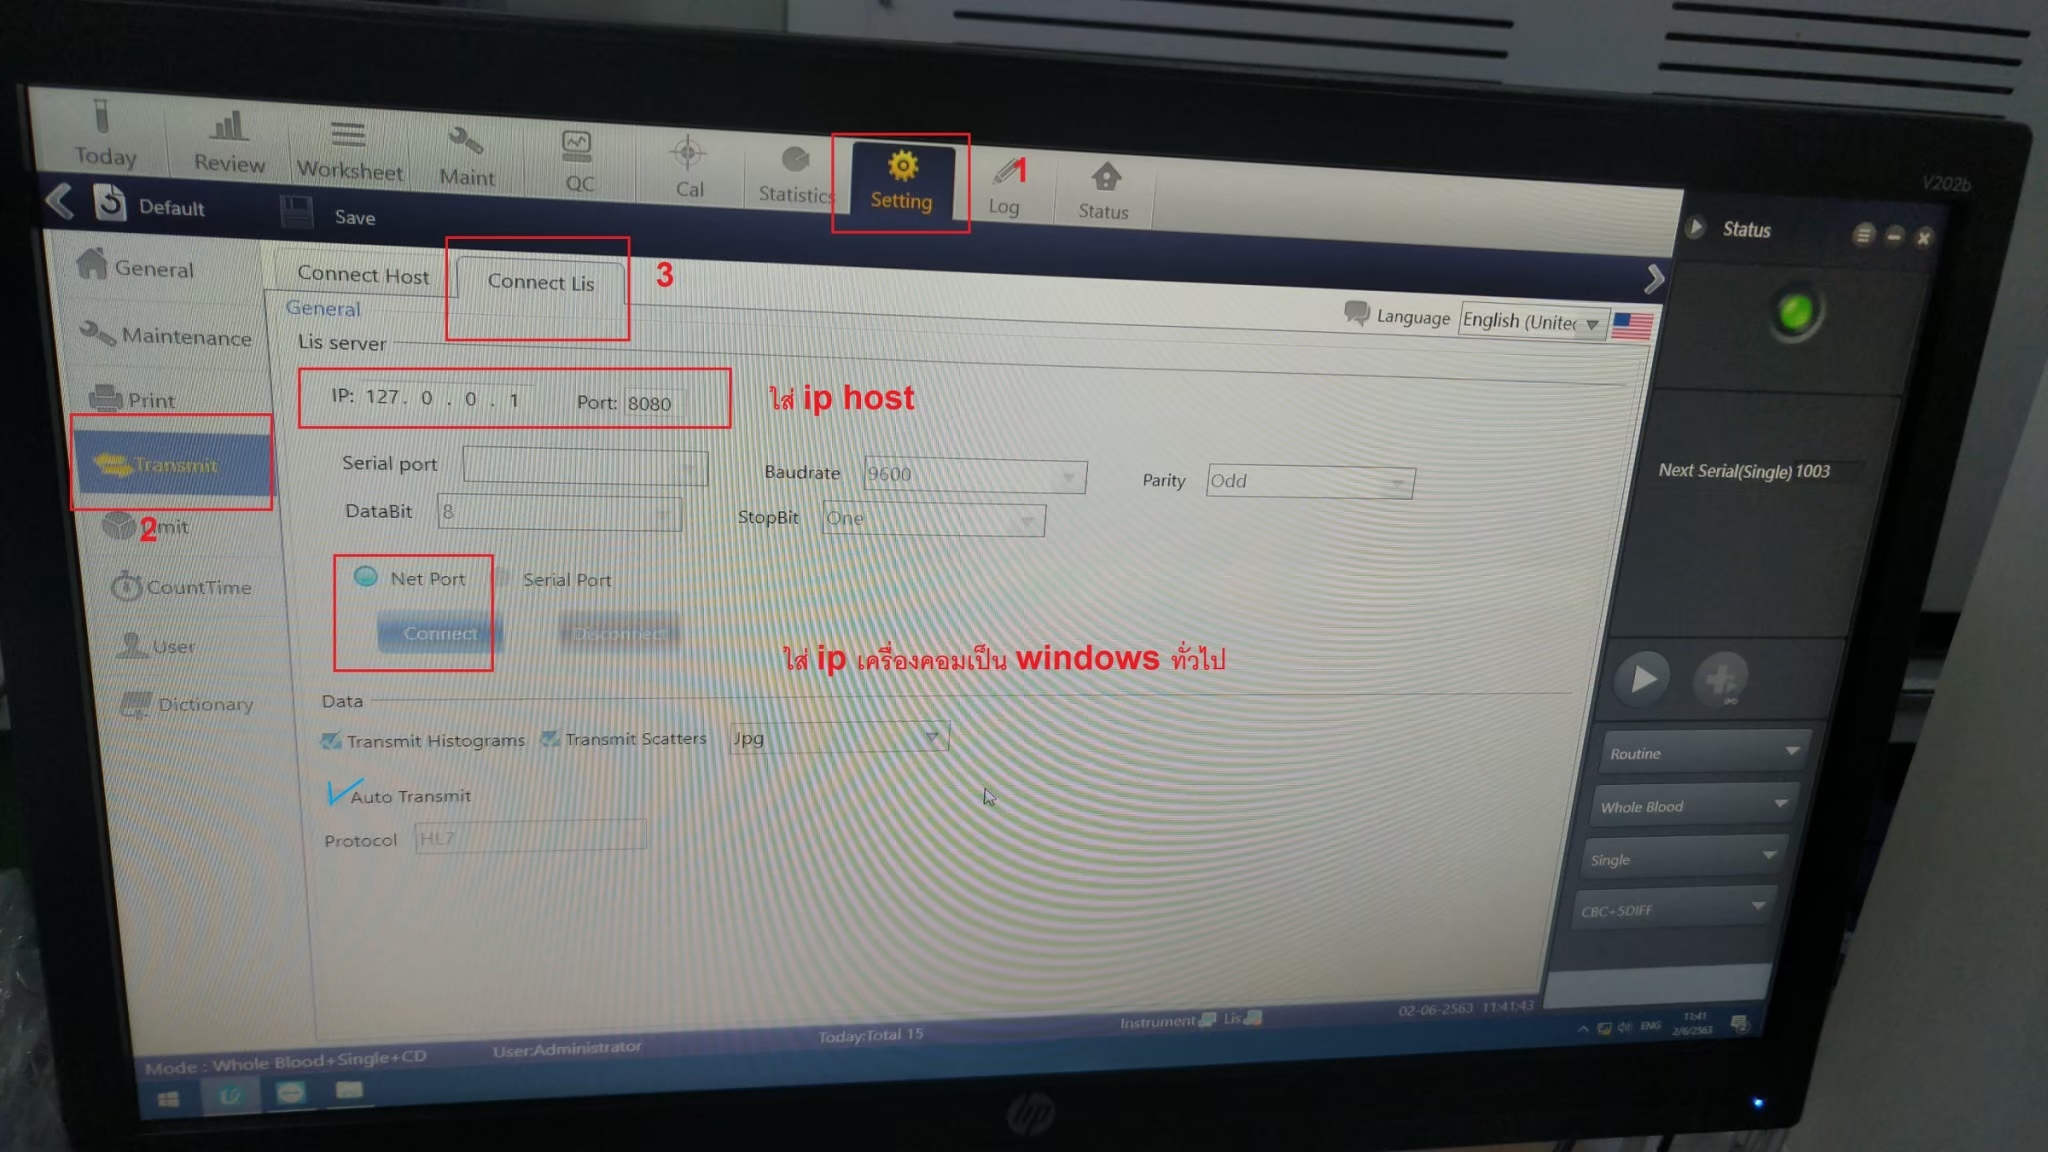 V202b
Today
Review
Worksheet
Maint
QC
Cal
Statistics
Setting
1
Log
Status
Default
Save
Status
General
Maintenance
Print
Transmit
2
CountTime
User
Dictionary
Connect Host
Connect Lis
3
General
Language English (United
Lis server
IP: 127. 0 . 0 . 1 Port: 8080
ใส่ ip host
Serial port
Baudrate 9600
Parity Odd
DataBit 8
StopBit One
Net Port Serial Port
Connect Disconnect
ใส่ ip เครื่องคอมเป็น windows ทั่วไป
Data
Transmit Histograms Transmit Scatters Jpg
Auto Transmit
Protocol HL7
Next Serial(Single) 1003
Routine
Whole Blood
Single
CBC+5DIFF
Mode : Whole Blood+Single+CD
User:Administrator
Today:Total 15
Instrument Lis
02-06-2563 11:41:43
ENG
11:41
2/6/2563
hp